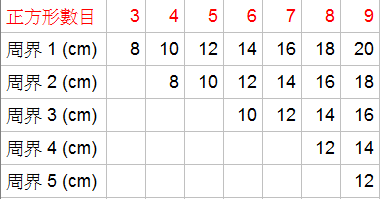 正方形數目 3 4 5 6 7 8 9
周界 1 (cm) 8 10 12 14 16 18 20
周界 2 (cm) 8 10 12 14 16 18
周界 3 (cm) 10 12 14 16
周界 4 (cm) 12 14
周界 5 (cm) 12